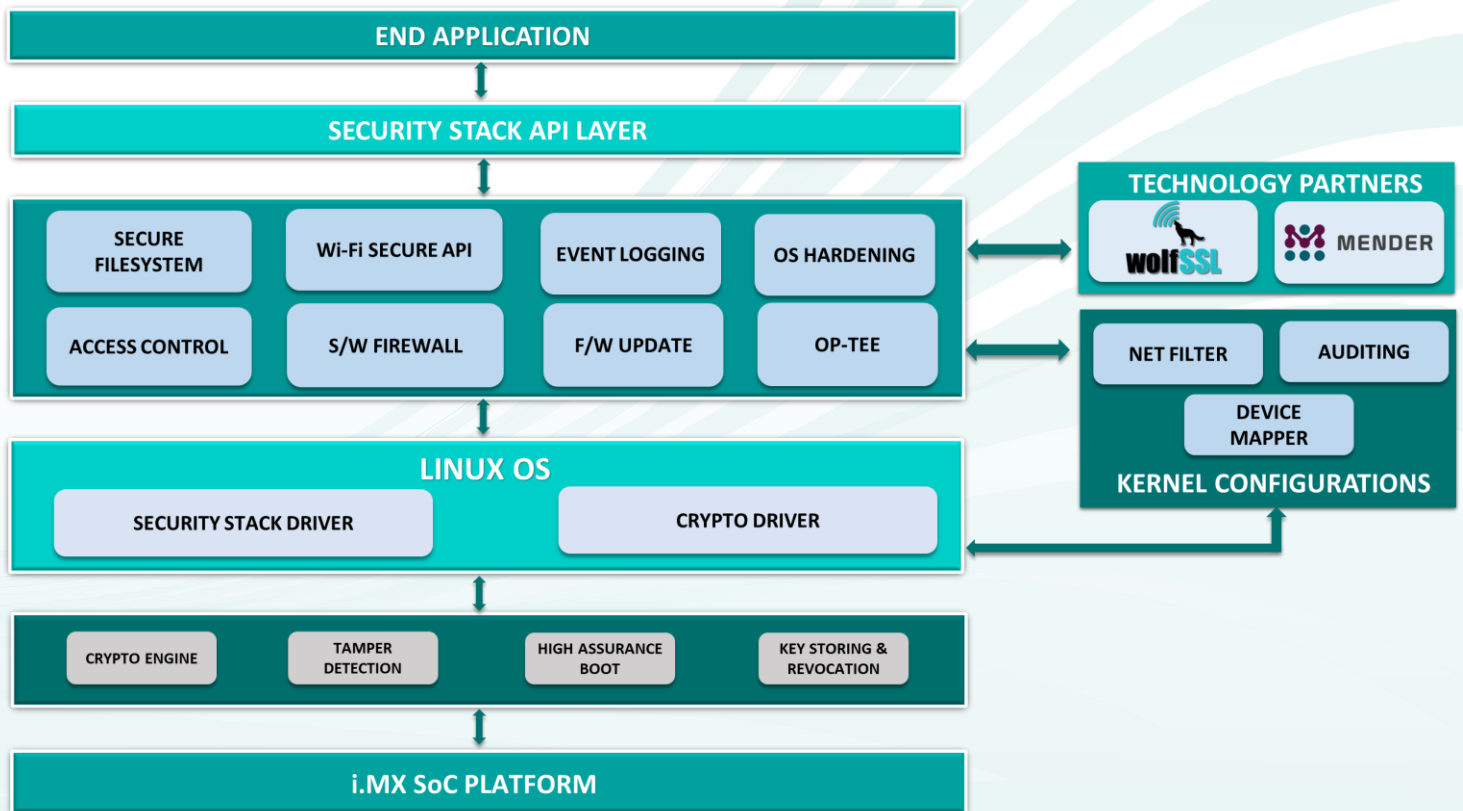 END APPLICATION
SECURITY STACK API LAYER
SECURE
FILESYSTEM
Wi-Fi SECURE API
EVENT LOGGING
OS HARDENING
ACCESS CONTROL
S/W FIREWALL
F/W UPDATE
OP-TEE
TECHNOLOGY PARTNERS
wolfSSL
MENDER
NET FILTER
AUDITING
DEVICE
MAPPER
KERNEL CONFIGURATIONS
LINUX OS
SECURITY STACK DRIVER
CRYPTO DRIVER
CRYPTO ENGINE
TAMPER
DETECTION
HIGH ASSURANCE
BOOT
KEY STORING &
REVOCATION
i.MX SoC PLATFORM